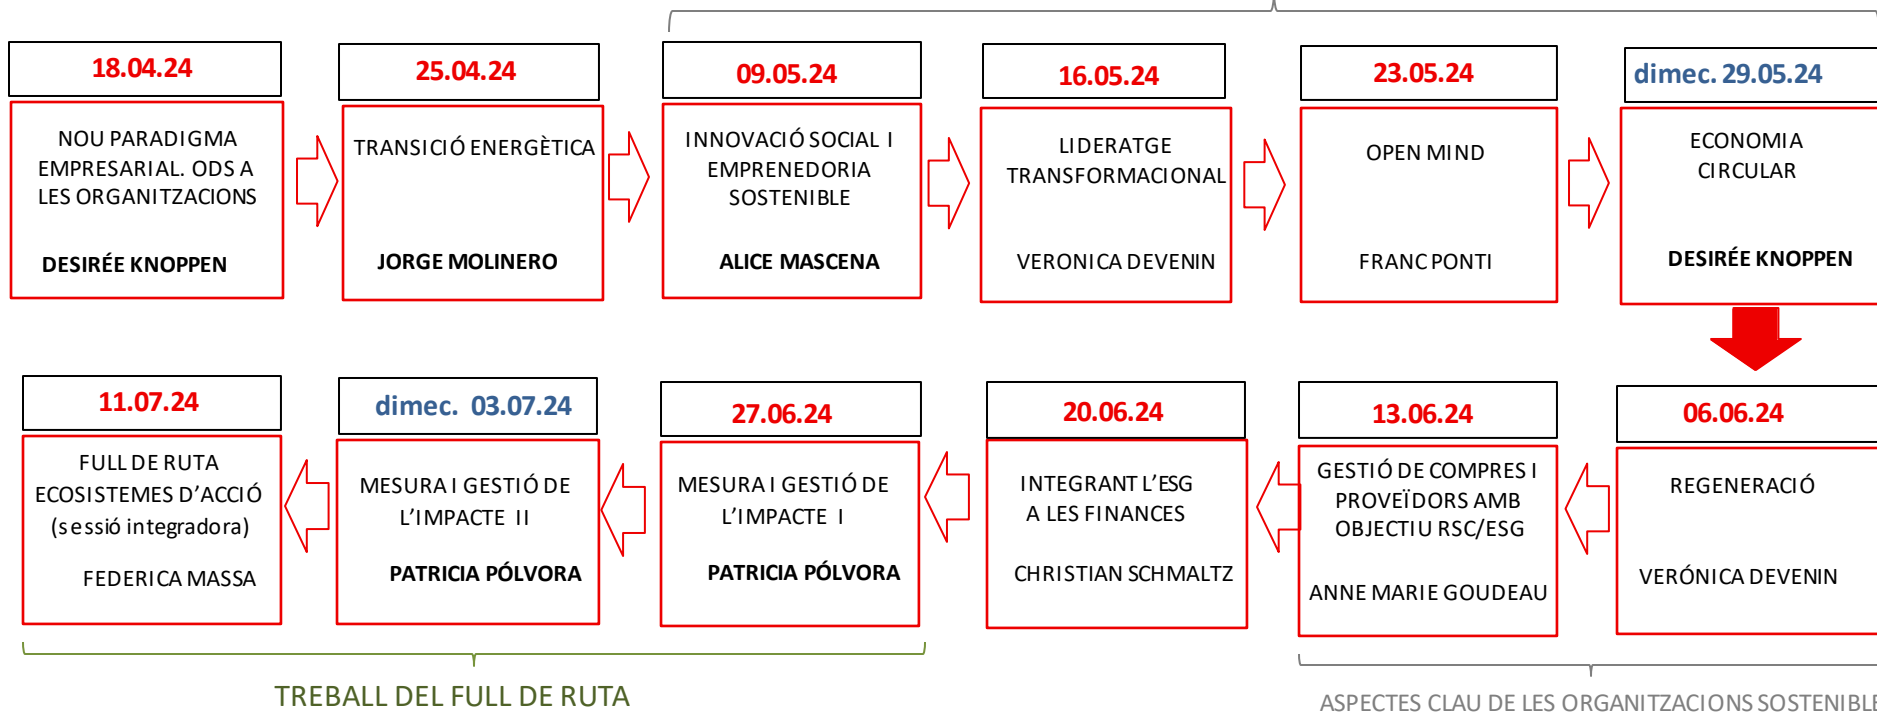 18.04.24
NOU PARADIGMA
EMPRESARIAL. ODS A
LES ORGANITZACIONS
DESIRÉE KNOPPEN
25.04.24
TRANSICIÓ ENERGÈTICA
JORGE MOLINERO
09.05.24
INNOVACIÓ SOCIAL I
EMPRENEDORIA
SOSTENIBLE
ALICE MASCENA
16.05.24
LIDERATGE
TRANSFORMACIONAL
VERONICA DEVENIN
23.05.24
OPEN MIND
FRANC PONTI
dimec. 29.05.24
ECONOMIA
CIRCULAR
DESIRÉE KNOPPEN
06.06.24
REGENERACIÓ
VERÓNICA DEVENIN
13.06.24
GESTIÓ DE COMPRES I
PROVEÏDORS AMB
OBJECTIU RSC/ESG
ANNE MARIE GOUDEAU
20.06.24
INTEGRANT L’ESG
A LES FINANCES
CHRISTIAN SCHMALTZ
27.06.24
MESURA I GESTIÓ DE
L’IMPACTE I
PATRICIA PÓLVORA
dimec. 03.07.24
MESURA I GESTIÓ DE
L’IMPACTE II
PATRICIA PÓLVORA
11.07.24
FULL DE RUTA
ECOSISTEMES D’ACCIÓ
(sessió integradora)
FEDERICA MASSA
TREBALL DEL FULL DE RUTA
ASPECTES CLAU DE LES ORGANITZACIONS SOSTENIBLE